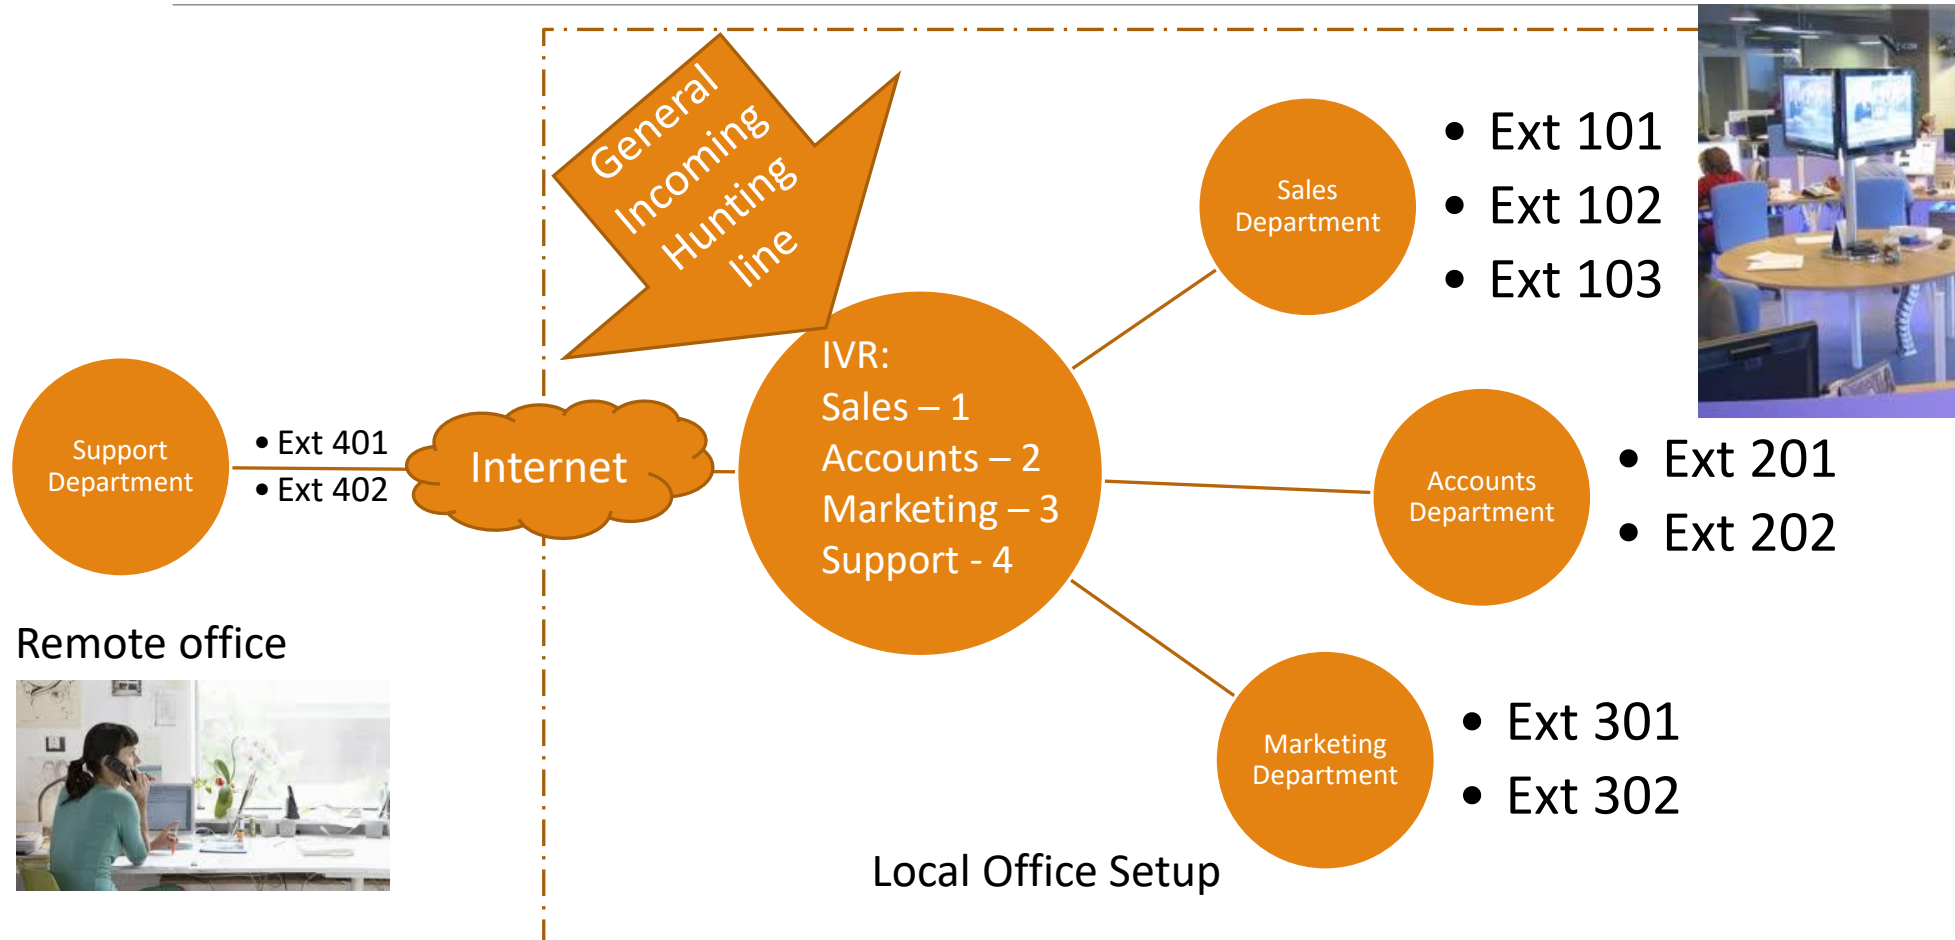 General
Incoming
Hunting
line
Sales
Department
• Ext 101
• Ext 102
• Ext 103
IVR:
Sales – 1
Accounts – 2
Marketing – 3
Support - 4
Support
Department
• Ext 401
• Ext 402
Internet
Accounts
Department
• Ext 201
• Ext 202
Remote office
Marketing
Department
• Ext 301
• Ext 302
Local Office Setup